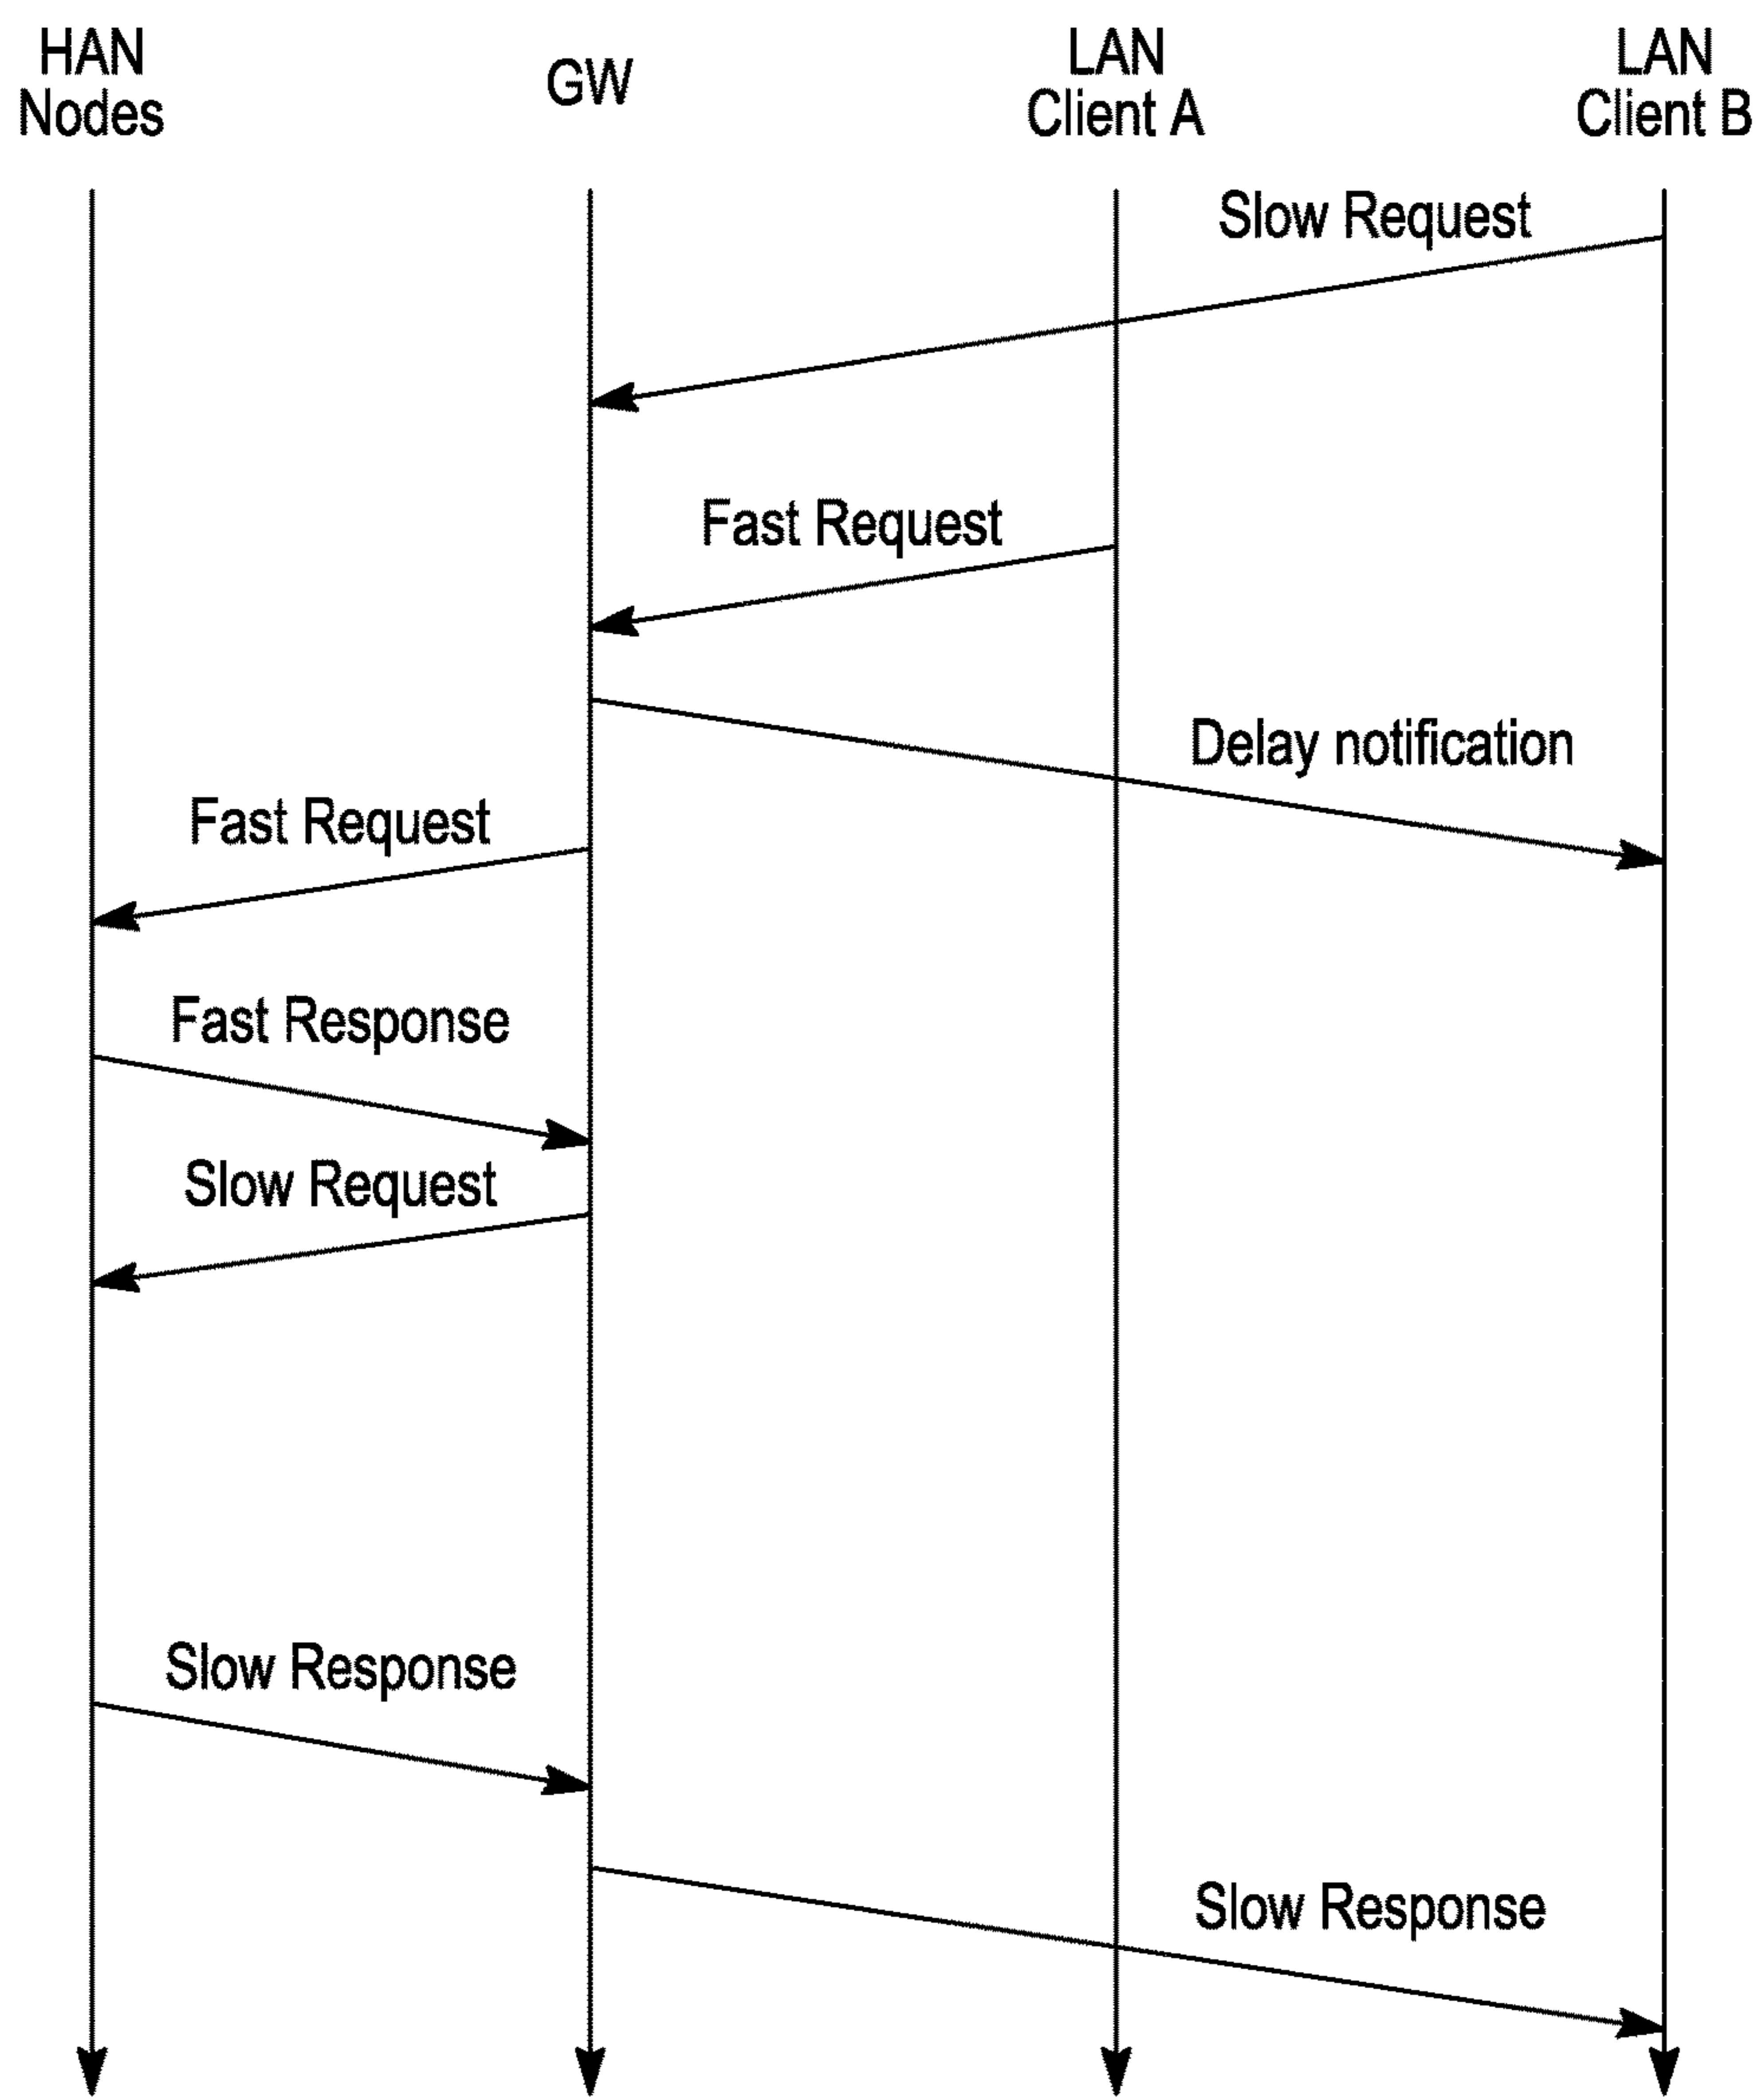 HAN
Nodes
GW
LAN
Client A
LAN
Client B
Slow Request
Fast Request
Delay notification
Fast Request
Fast Response
Slow Request
Slow Response
Slow Response